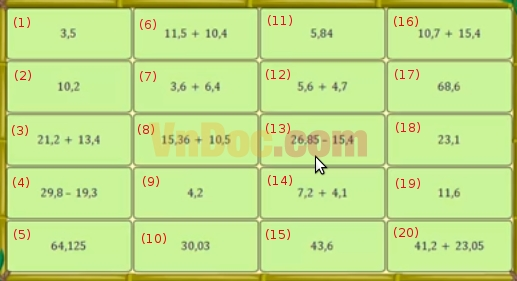 (1) 3,5
(6) 11,5 + 10,4
(11) 5,84
(16) 10,7 + 15,4
(2) 10,2
(7) 3,6 + 6,4
(12) 5,6 + 4,7
(17) 68,6
(3) 21,2 + 13,4
(8) 15,36 + 10,5
(13) 26,85 – 15,4
(18) 23,1
VnDoc.com
(4) 29,8 – 19,3
(9) 4,2
(14) 7,2 + 4,1
(19) 11,6
(5) 64,125
(10) 30,03
(15) 43,6
(20) 41,2 + 23,05